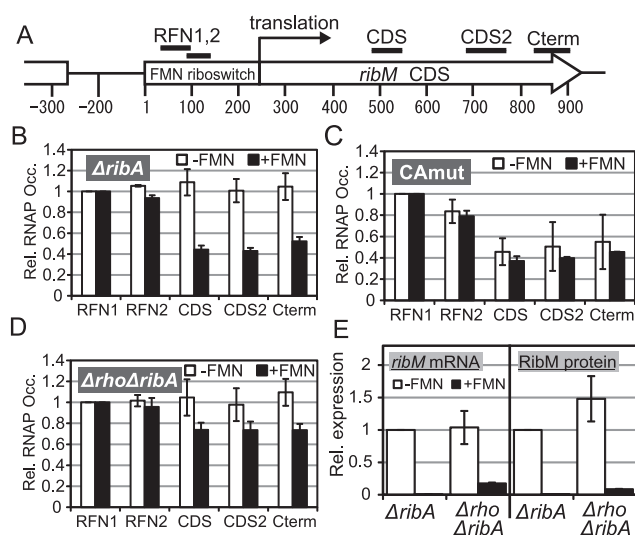 A
translation
RFN1,2
CDS
CDS2
Cterm
FMN riboswitch
ribM CDS
−300
−200
1
100
200
300
400
500
600
700
800
900
B
1.4
1.2
1
0.8
0.6
0.4
0.2
0
Rel. RNAP Occ.
ΔribA
-FMN
+FMN
RFN1
RFN2
CDS
CDS2
Cterm
C
1.4
1.2
1.0
0.8
0.6
0.4
0.2
0
Rel. RNAP Occ.
CAmut
-FMN
+FMN
RFN1
RFN2
CDS
CDS2
Cterm
D
1.4
1.2
1
0.8
0.6
0.4
0.2
0
Rel. RNAP Occ.
ΔrhoΔribA
-FMN
+FMN
RFN1
RFN2
CDS
CDS2
Cterm
E
2
1.5
1
0.5
0
Rel. expression
ribM mRNA
RibM protein
-FMN
+FMN
ΔribA
Δrho
ΔribA
ΔribA
Δrho
ΔribA